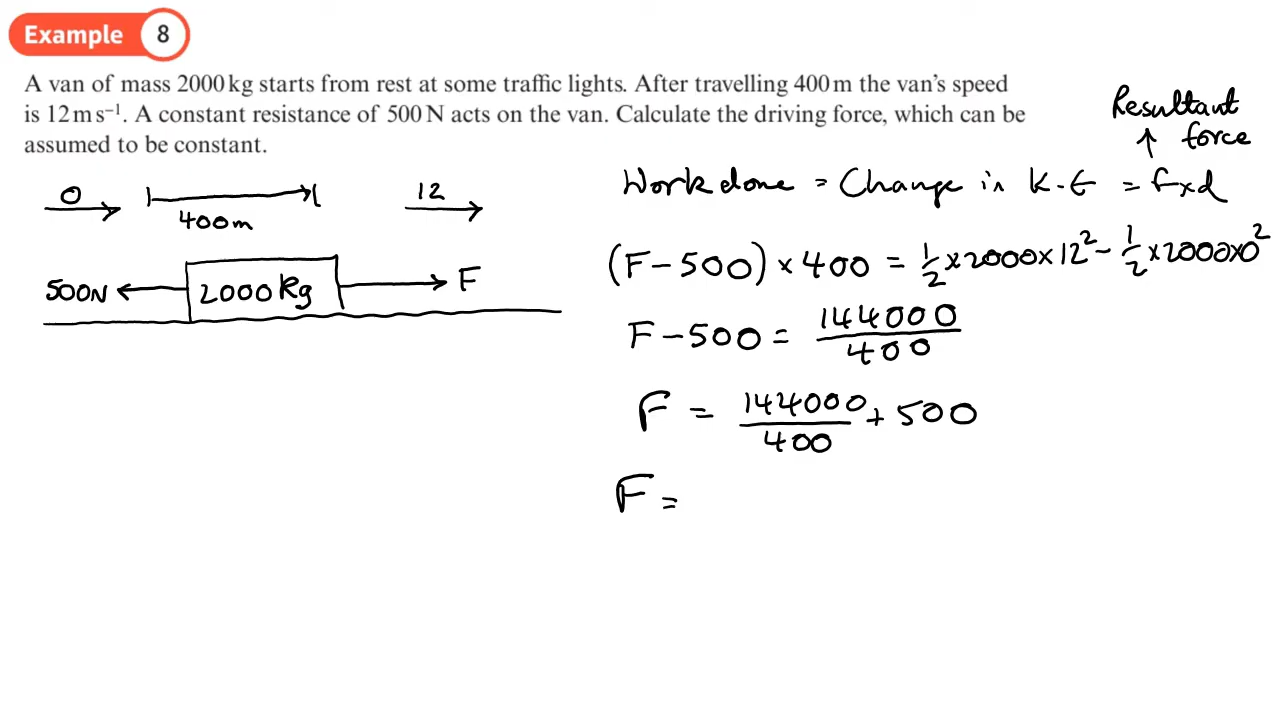 Example 8
A van of mass 2000 kg starts from rest at some traffic lights. After travelling 400 m the van's speed
is 12 m s⁻¹. A constant resistance of 500 N acts on the van. Calculate the driving force, which can be
assumed to be constant.
Resultant
↑ force
Work done = Change in K.E = F×d
0
400m
12
500N
2000 kg
F
(F − 500) × 400 = 1/2 × 2000 × 12² − 1/2 × 2000 × 0²
F − 500 = 144000/400
F = 144000/400 + 500
F =